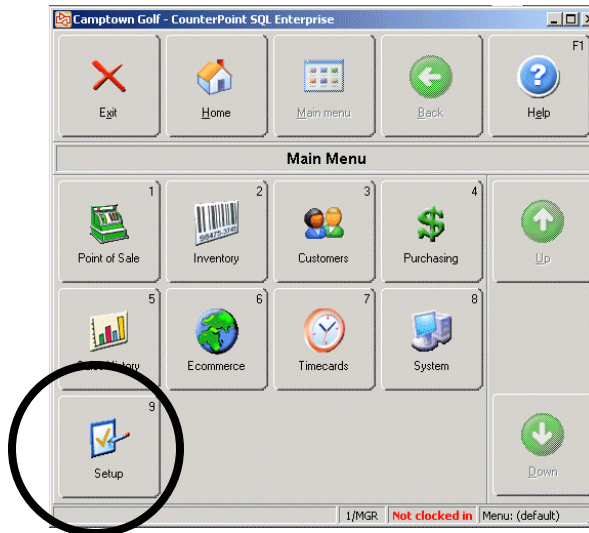 Camptown Golf - CounterPoint SQL Enterprise
F1
Exit
Home
Main menu
Back
Help
Main Menu
1
2
3
4
98475-3745
Point of Sale
Inventory
Customers
Purchasing
Up
5
6
7
8
Ecommerce
Timecards
System
9
Setup
Down
1/MGR
Not clocked in
Menu: (default)